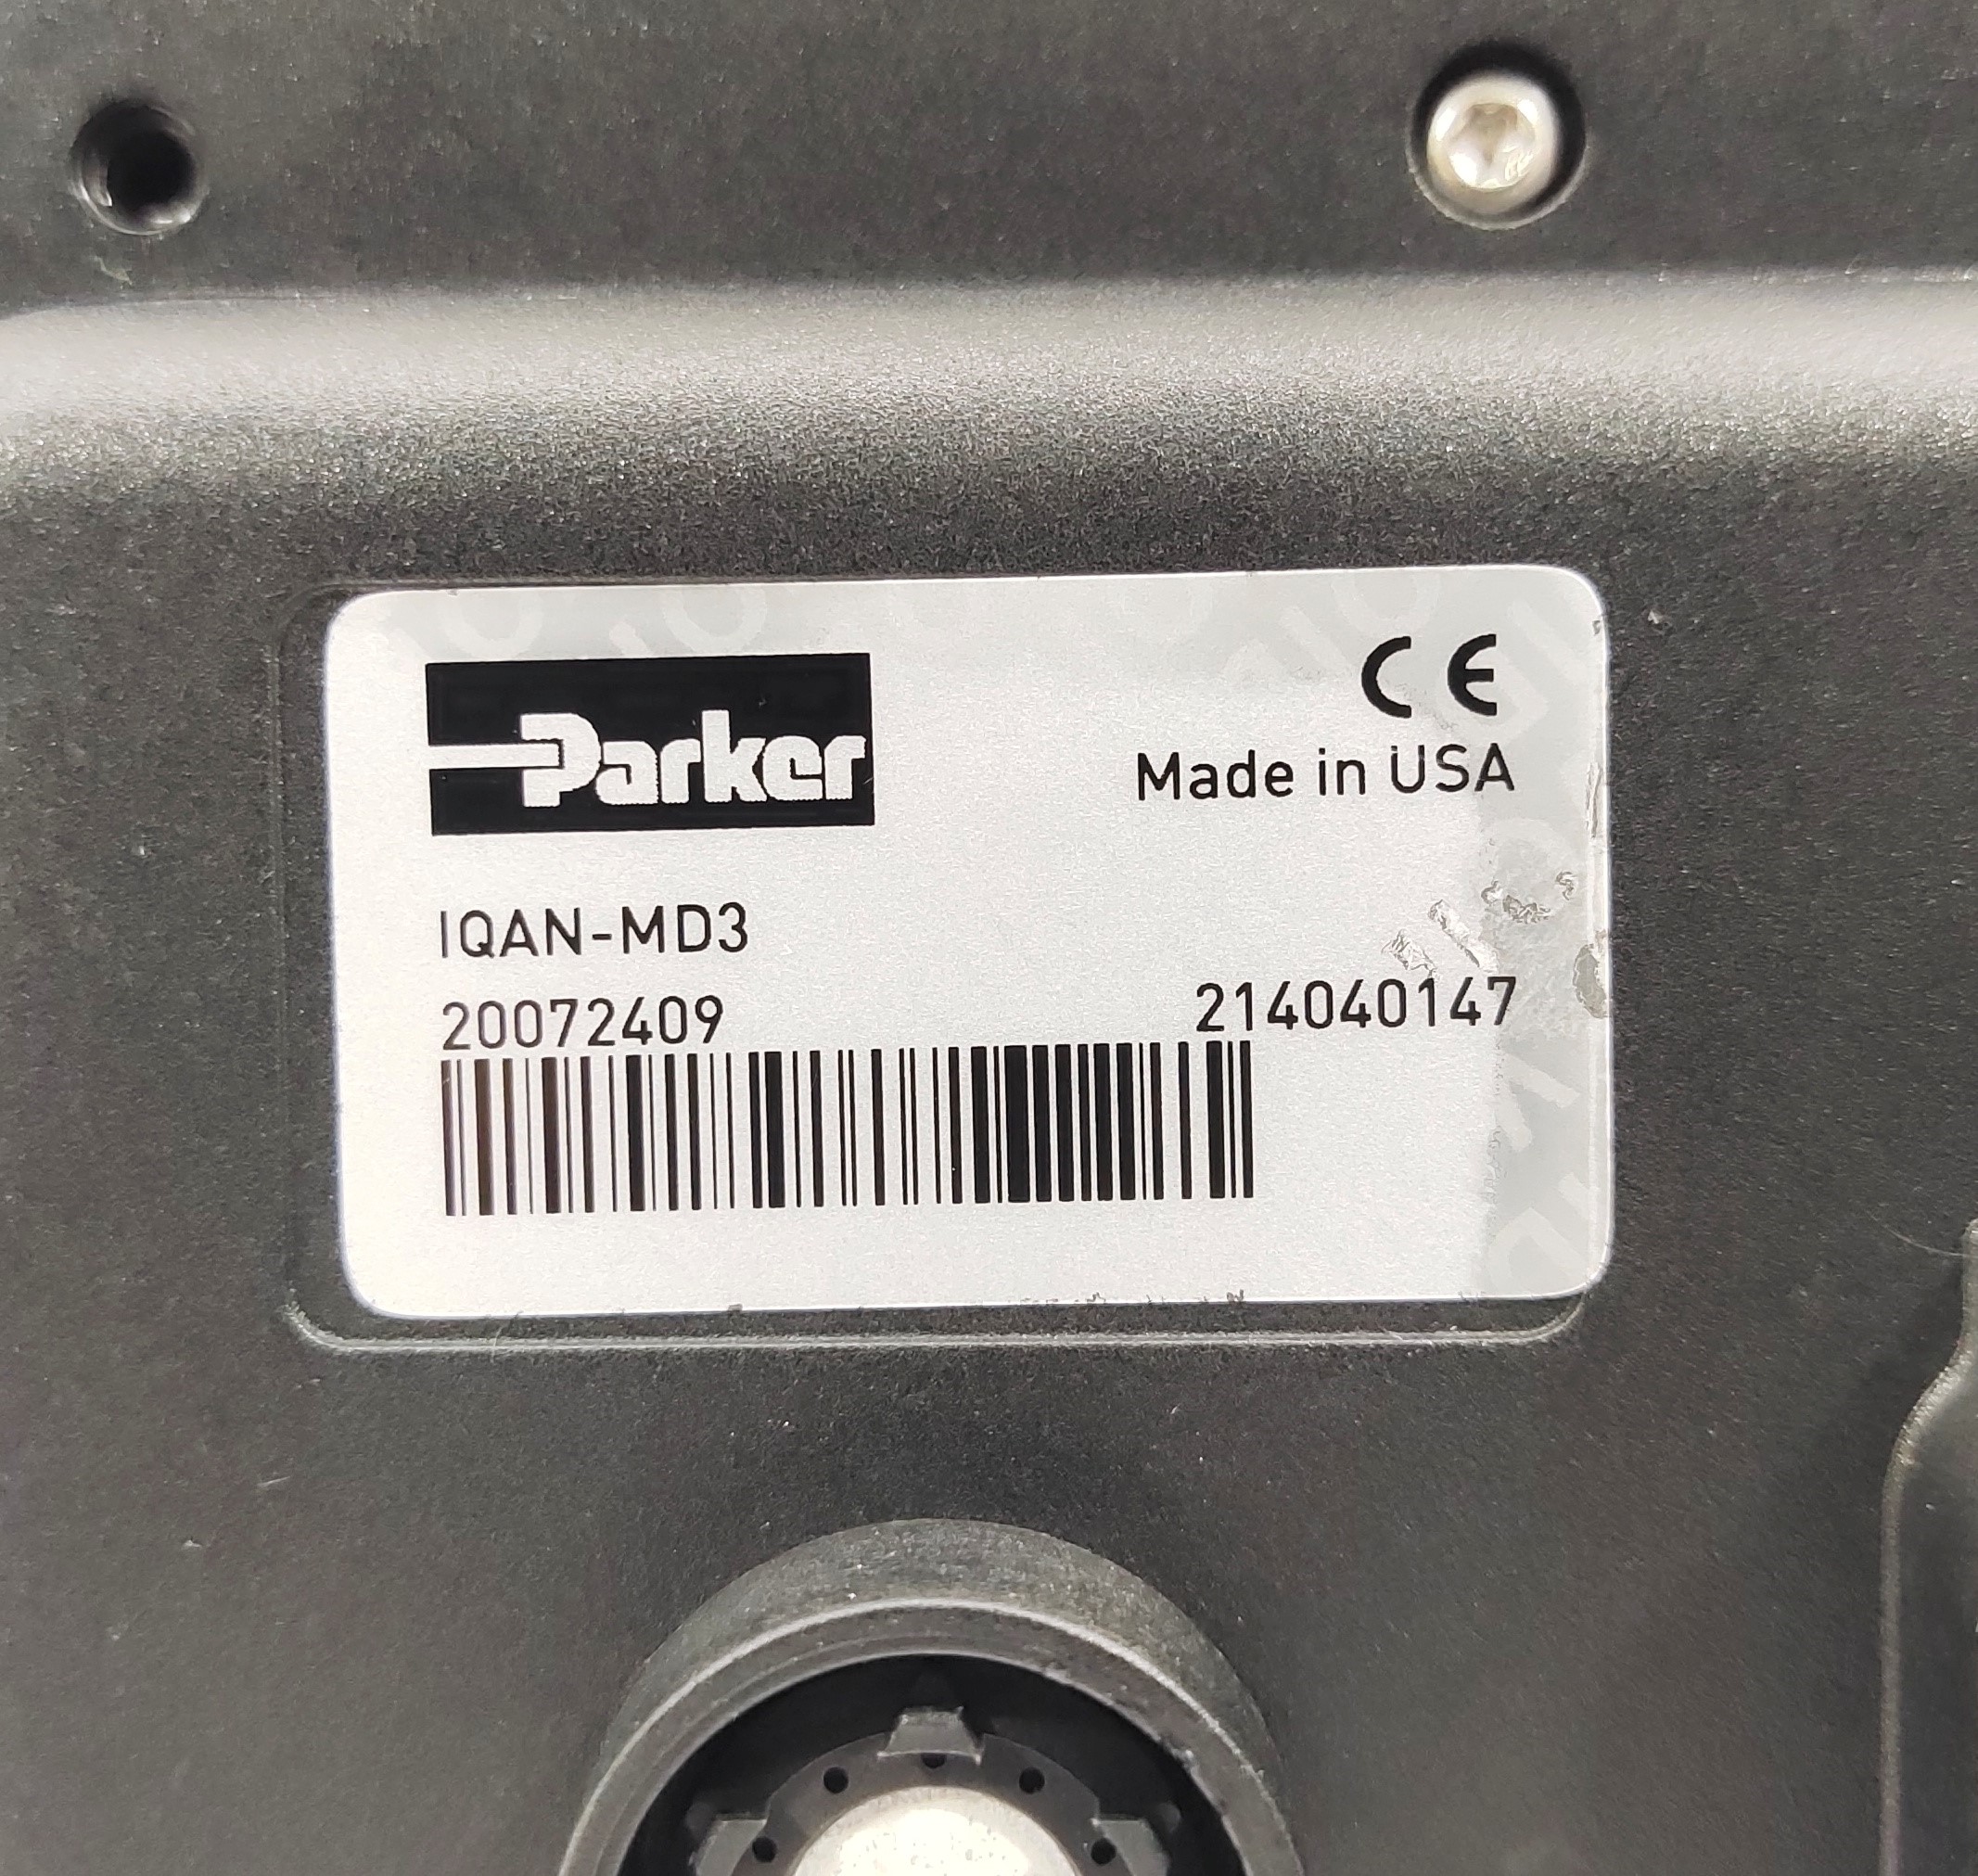 Parker
CE
Made in USA
IQAN-MD3
20072409
214040147